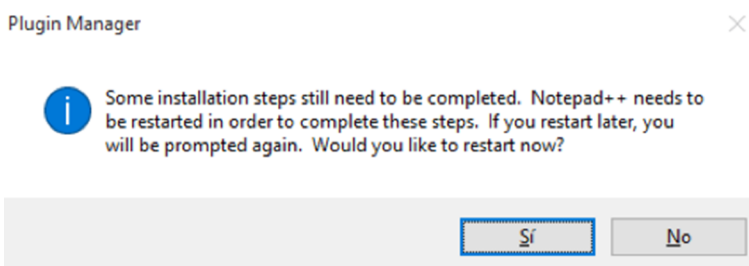 Plugin Manager
Some installation steps still need to be completed.  Notepad++ needs to
be restarted in order to complete these steps.  If you restart later, you
will be prompted again.  Would you like to restart now?
Sí
No